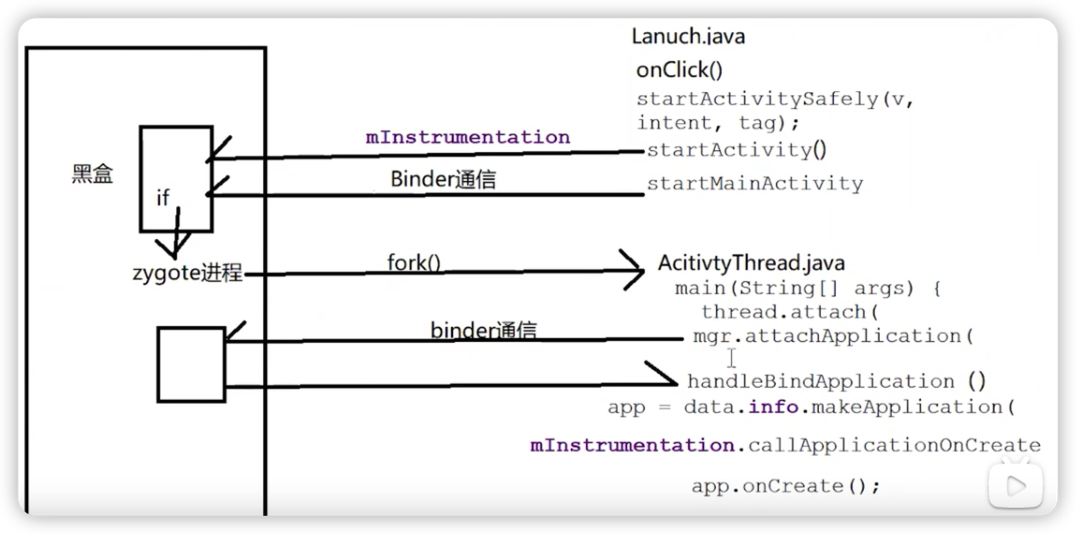 Lanuch.java
onClick()
startActivitySafely(v,
intent, tag);
mInstrumentation
startActivity()
黑盒
Binder通信
startMainActivity
if
zygote进程
fork()
AcitivtyThread.java
main(String[] args) {
thread.attach(
binder通信
mgr.attachApplication(
handleBindApplication ()
app = data.info.makeApplication(
mInstrumentation.callApplicationOnCreate
app.onCreate();